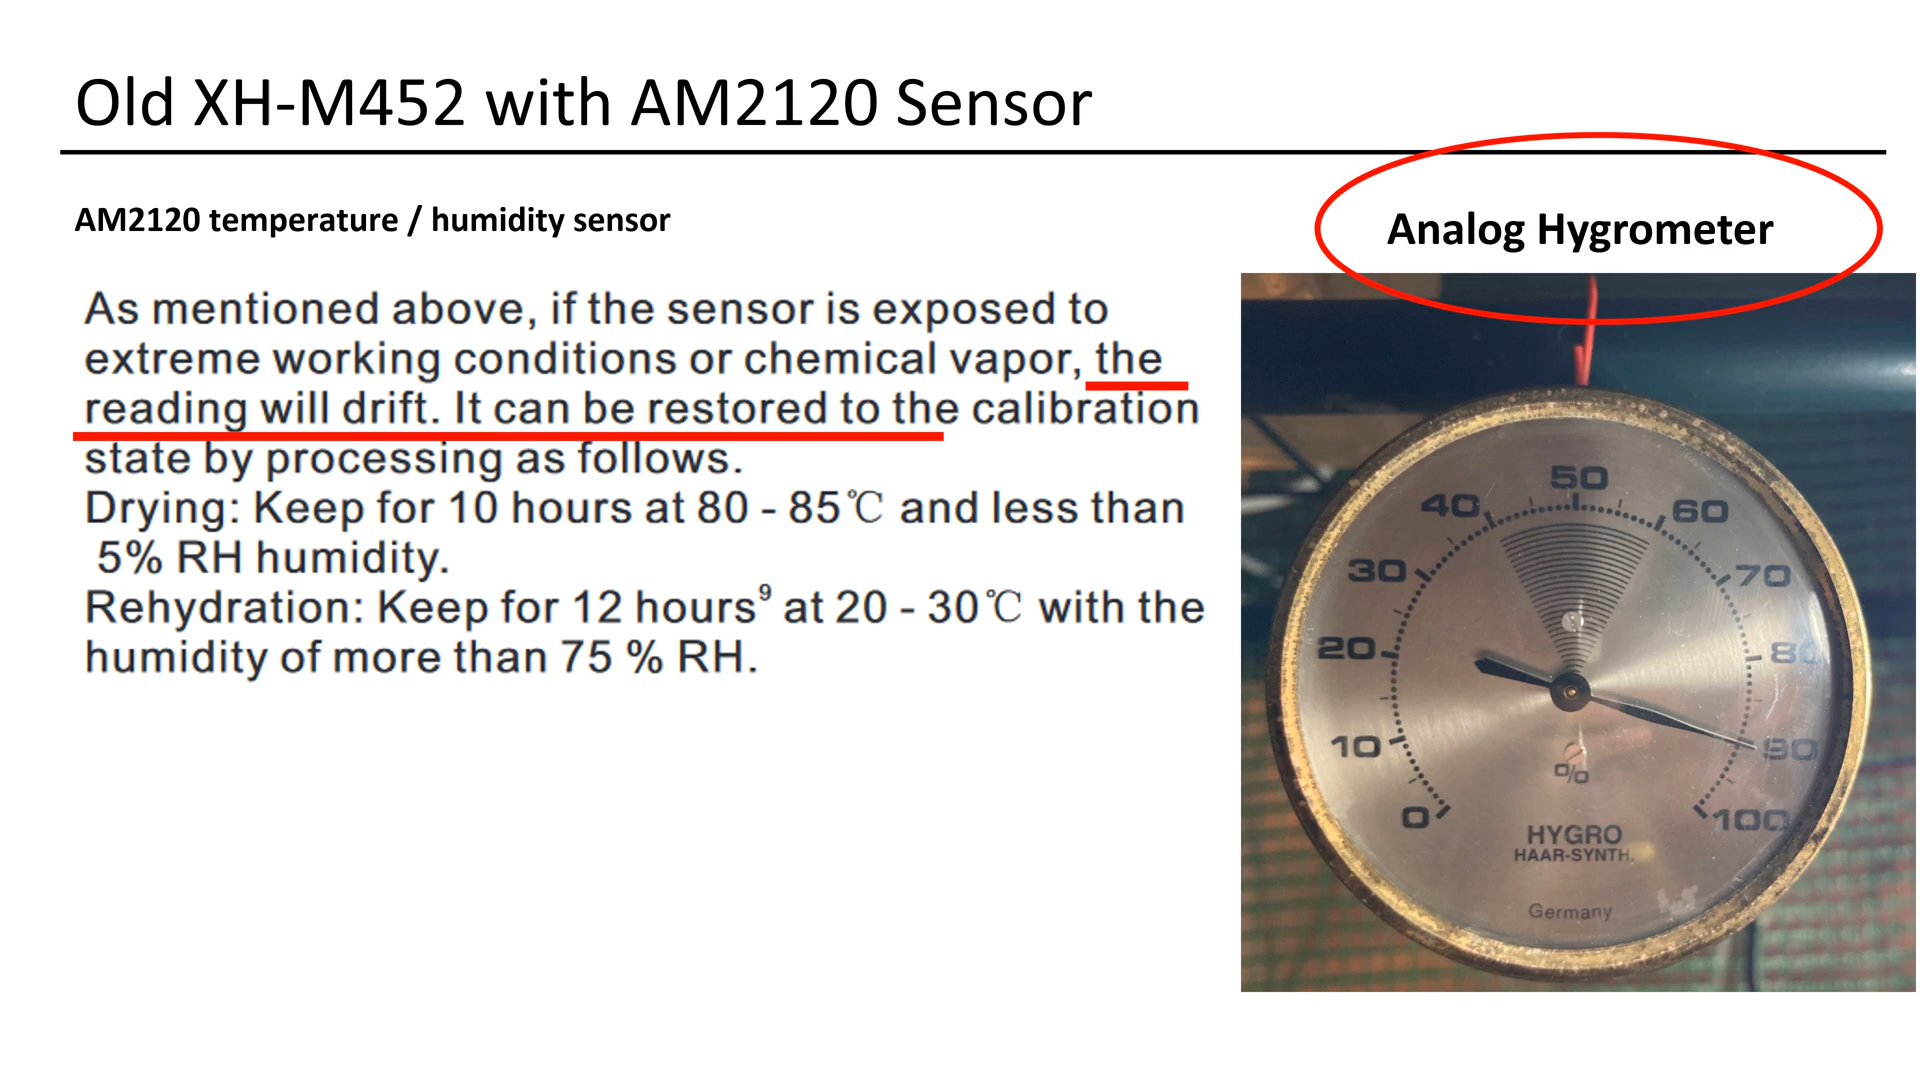 Old XH-M452 with AM2120 Sensor
AM2120 temperature / humidity sensor
Analog Hygrometer
As mentioned above, if the sensor is exposed to
extreme working conditions or chemical vapor, the
reading will drift. It can be restored to the calibration
state by processing as follows.
Drying: Keep for 10 hours at 80 - 85℃ and less than
5% RH humidity.
Rehydration: Keep for 12 hours⁹ at 20 - 30℃ with the
humidity of more than 75 % RH.
50
40
60
30
70
20
80
10
90
0
100
%
HYGRO
HAAR-SYNTH.
Germany